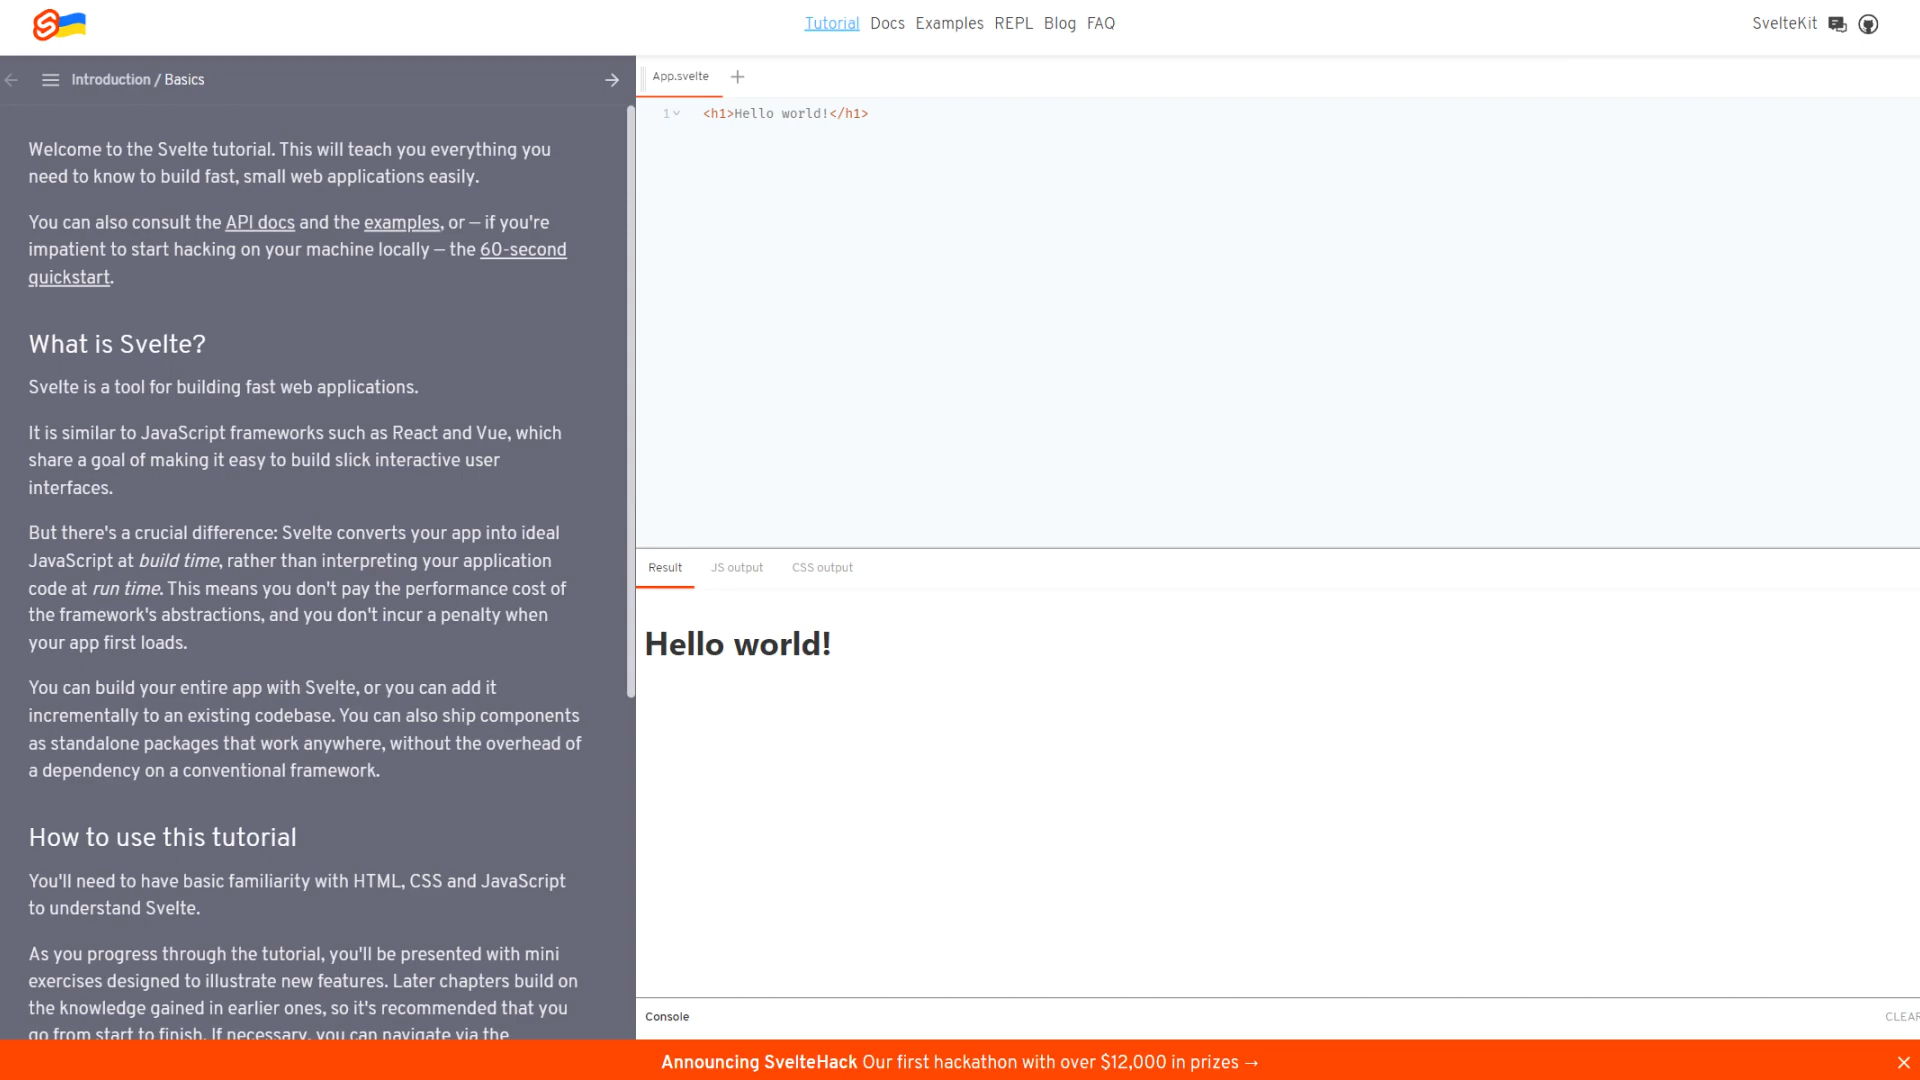 Tutorial Docs Examples REPL Blog FAQ
SvelteKit
Introduction / Basics
Welcome to the Svelte tutorial. This will teach you everything you
need to know to build fast, small web applications easily.
You can also consult the API docs and the examples, or — if you're
impatient to start hacking on your machine locally — the 60-second
quickstart.
What is Svelte?
Svelte is a tool for building fast web applications.
It is similar to JavaScript frameworks such as React and Vue, which
share a goal of making it easy to build slick interactive user
interfaces.
But there's a crucial difference: Svelte converts your app into ideal
JavaScript at build time, rather than interpreting your application
code at run time. This means you don't pay the performance cost of
the framework's abstractions, and you don't incur a penalty when
your app first loads.
You can build your entire app with Svelte, or you can add it
incrementally to an existing codebase. You can also ship components
as standalone packages that work anywhere, without the overhead of
a dependency on a conventional framework.
How to use this tutorial
You'll need to have basic familiarity with HTML, CSS and JavaScript
to understand Svelte.
As you progress through the tutorial, you'll be presented with mini
exercises designed to illustrate new features. Later chapters build on
the knowledge gained in earlier ones, so it's recommended that you
go from start to finish. If necessary, you can navigate via the
App.svelte +
1 <h1>Hello world!</h1>
Result JS output CSS output
Hello world!
Console
CLEAR
Announcing SvelteHack Our first hackathon with over $12,000 in prizes →